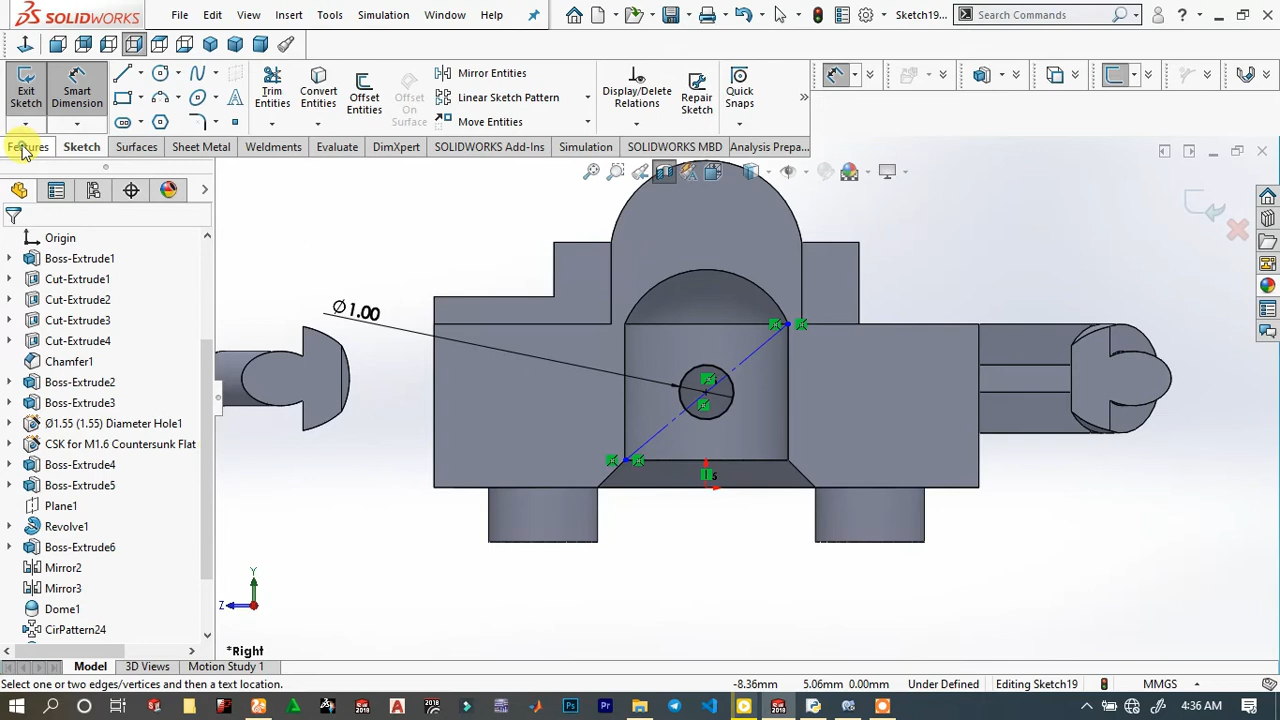 SOLIDWORKS File Edit View Insert Tools Simulation Window Help Sketch19... Search Commands ?
Exit Sketch Smart Dimension Trim Entities Convert Entities Offset Entities Offset On Surface Mirror Entities Linear Sketch Pattern Move Entities Display/Delete Relations Repair Sketch Quick Snaps
Features Sketch Surfaces Sheet Metal Weldments Evaluate DimXpert SOLIDWORKS Add-Ins Simulation SOLIDWORKS MBD Analysis Prepa...
Origin
Boss-Extrude1
Cut-Extrude1
Cut-Extrude2
Cut-Extrude3
Cut-Extrude4
Chamfer1
Boss-Extrude2
Boss-Extrude3
Ø1.55 (1.55) Diameter Hole1
CSK for M1.6 Countersunk Flat
Boss-Extrude4
Boss-Extrude5
Plane1
Revolve1
Boss-Extrude6
Mirror2
Mirror3
Dome1
CirPattern24
Ø1.00
Y
Z
*Right
Model 3D Views Motion Study 1
Select one or two edges/vertices and then a text location. -8.36mm 5.06mm 0.00mm Under Defined Editing Sketch19 MMGS
4:36 AM